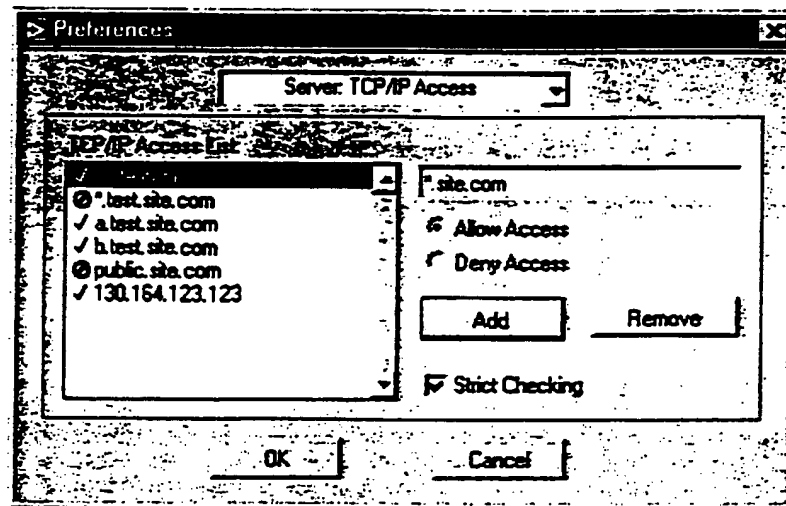 Preferences
Server: TCP/IP Access
TCP/IP Access List:
*.test.site.com
a.test.site.com
b.test.site.com
public.site.com
130.164.123.123
*.site.com
Allow Access
Deny Access
Add
Remove
Strict Checking
OK
Cancel